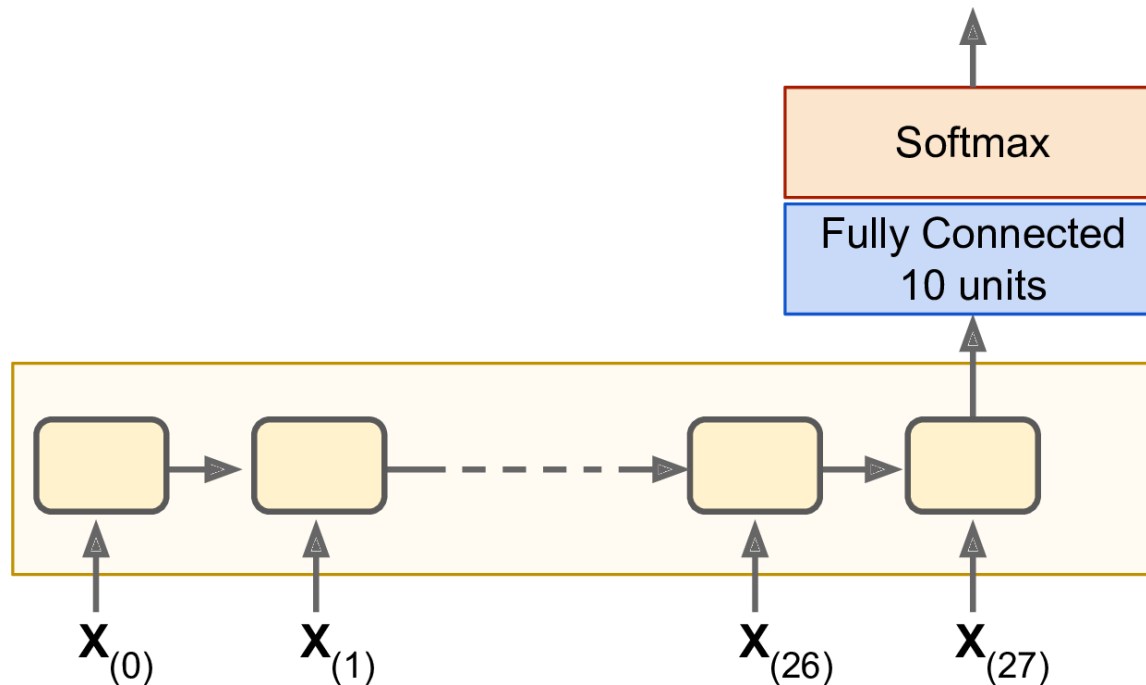 Softmax
Fully Connected
10 units
X(0)
X(1)
X(26)
X(27)